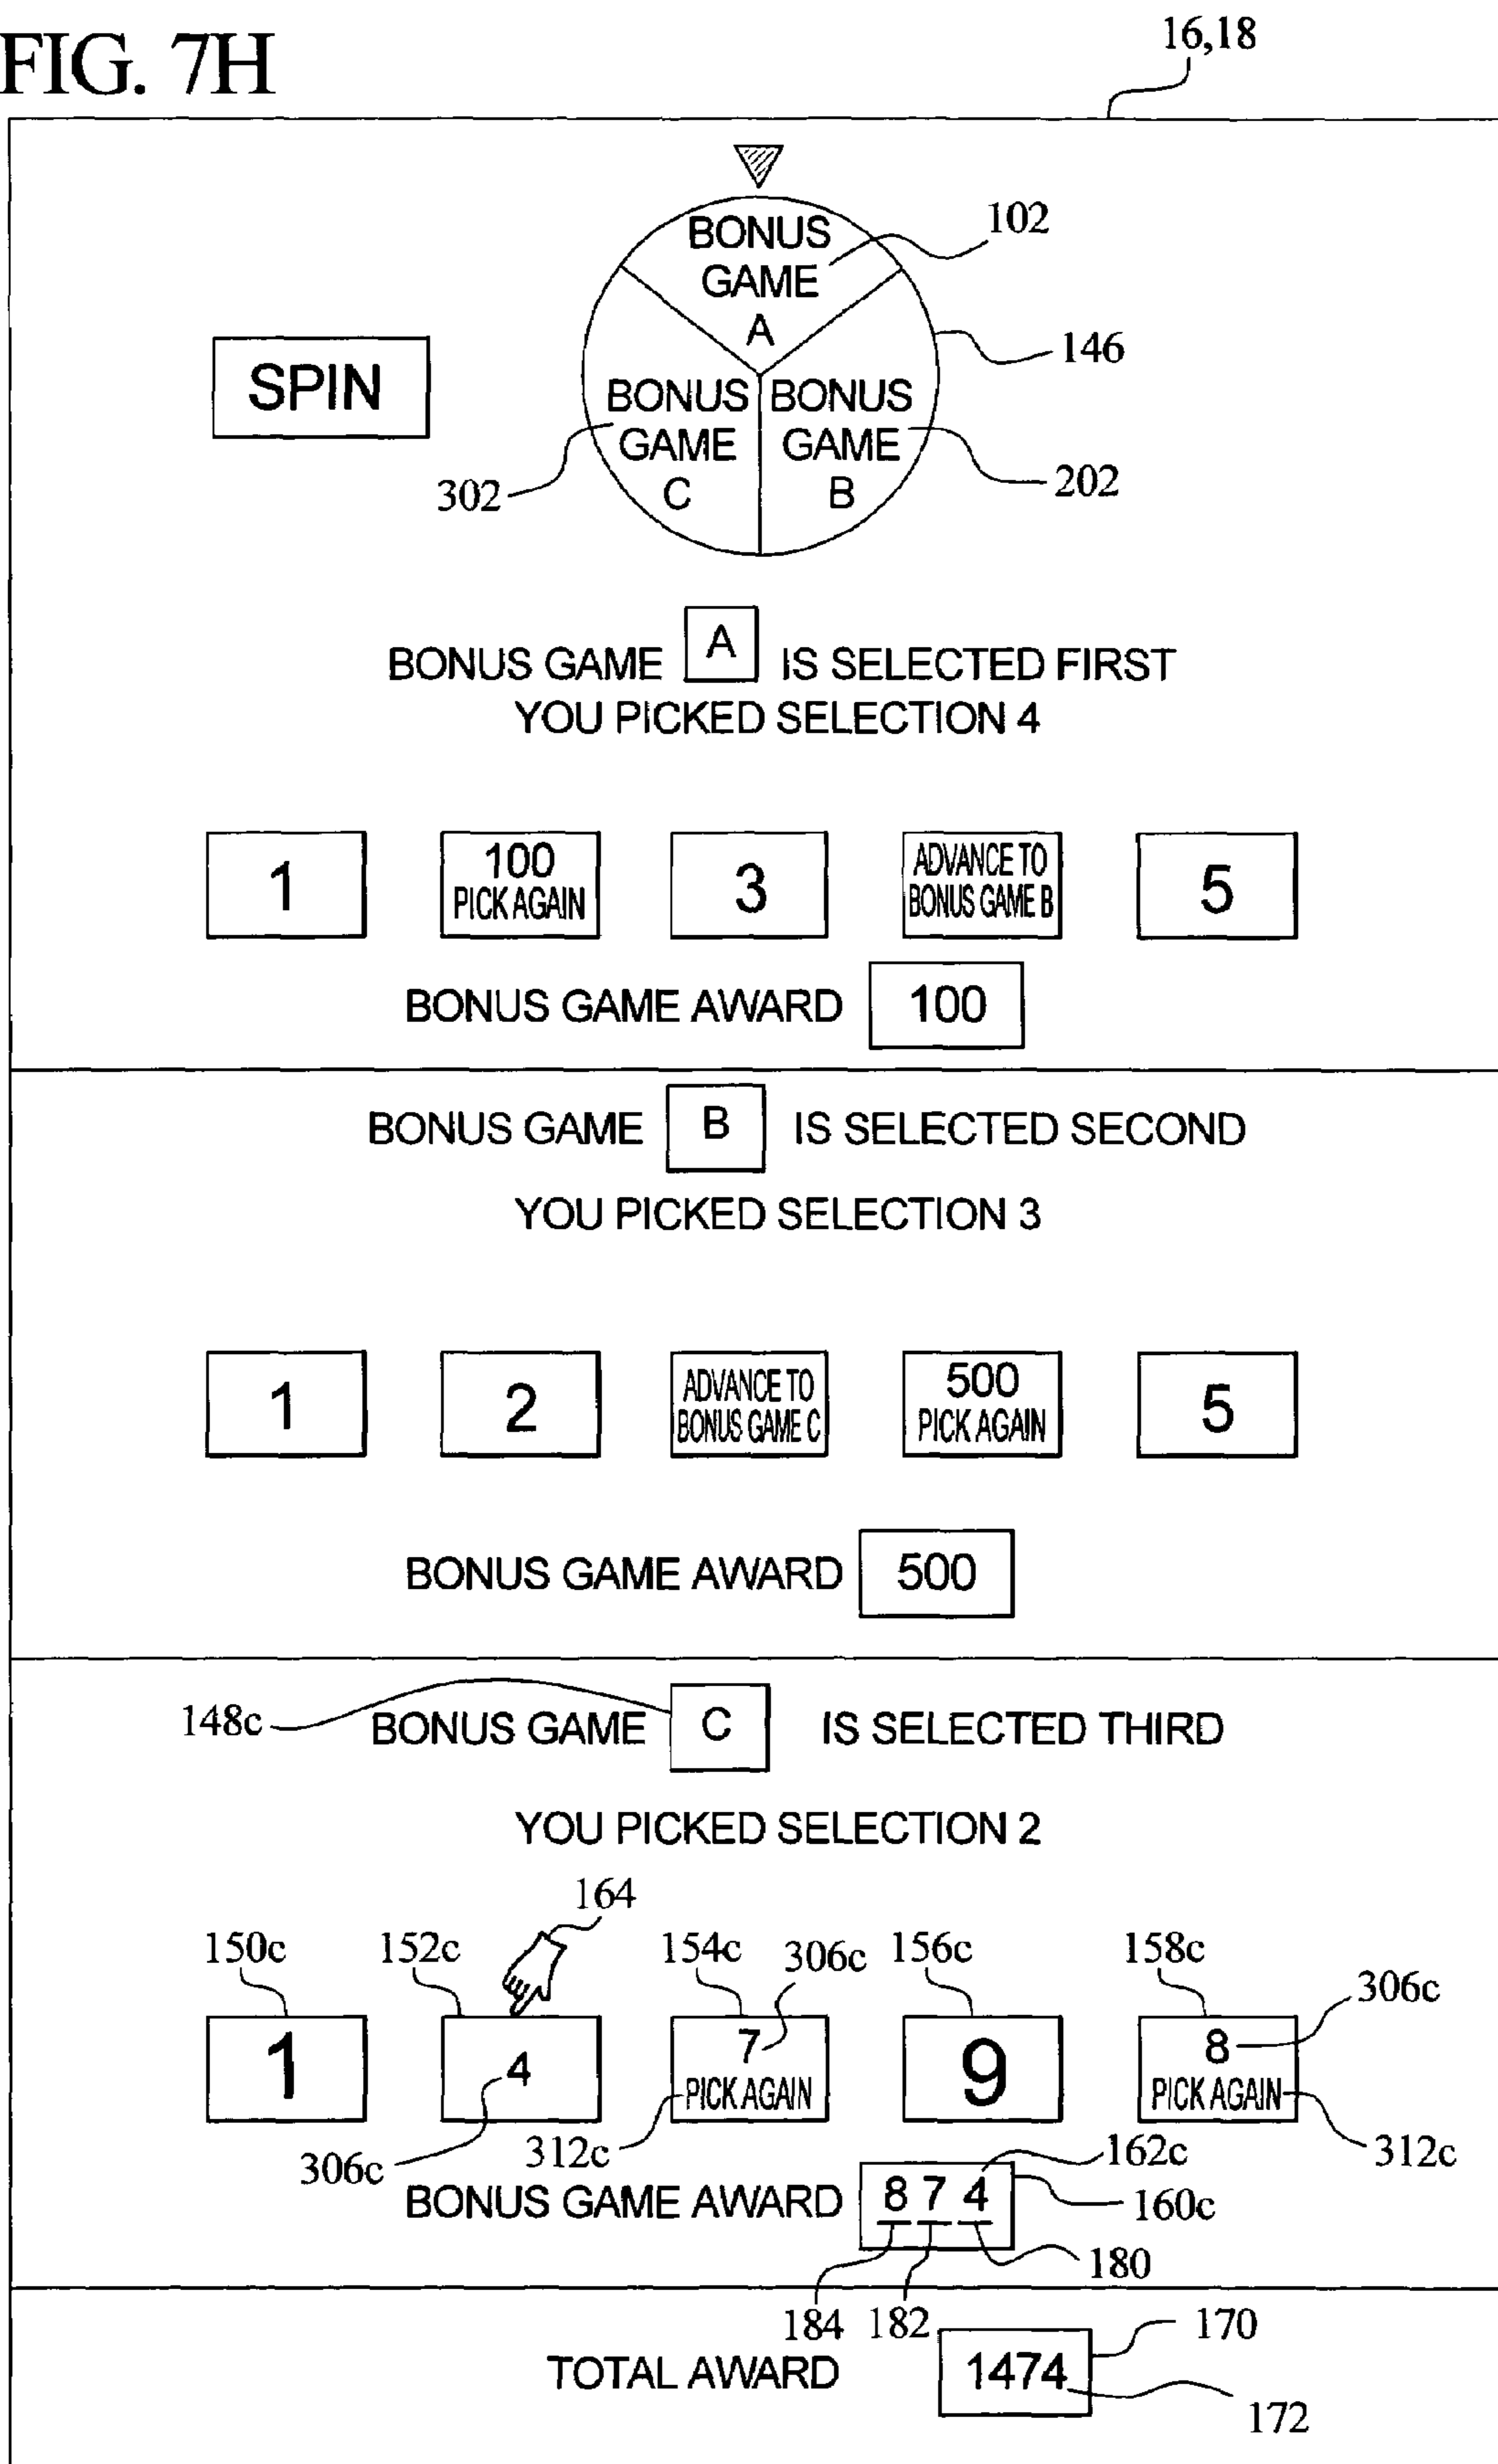 FIG. 7H
16,18
BONUS
GAME
A
102
146
SPIN
BONUS
GAME
C
BONUS
GAME
B
302
202
BONUS GAME A IS SELECTED FIRST
YOU PICKED SELECTION 4
1
100
PICK AGAIN
3
ADVANCE TO
BONUS GAME B
5
BONUS GAME AWARD 100
BONUS GAME B IS SELECTED SECOND
YOU PICKED SELECTION 3
1
2
ADVANCE TO
BONUS GAME C
500
PICK AGAIN
5
BONUS GAME AWARD 500
148c
BONUS GAME C IS SELECTED THIRD
YOU PICKED SELECTION 2
164
150c 152c 154c 306c 156c 158c 306c
1
4
7
PICK AGAIN
9
8
PICK AGAIN
306c 312c 162c 312c
BONUS GAME AWARD 8 7 4 160c
180
184 182
170
TOTAL AWARD 1474
172